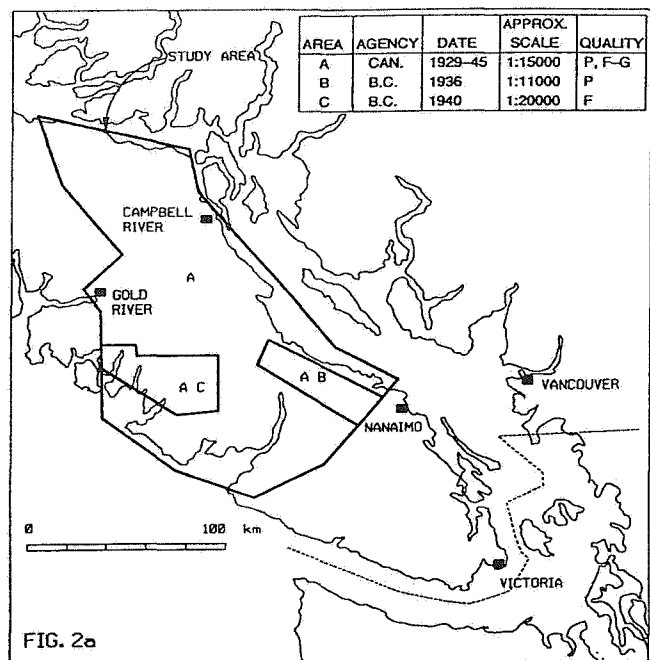 AREA AGENCY DATE APPROX. SCALE QUALITY
A CAN. 1929–45 1:15000 P, F–G
B B.C. 1936 1:11000 P
C B.C. 1940 1:20000 F
STUDY AREA
CAMPBELL
RIVER
A
GOLD
RIVER
A C
A B
VANCOUVER
NANAIMO
0 100 km
VICTORIA
FIG. 2a